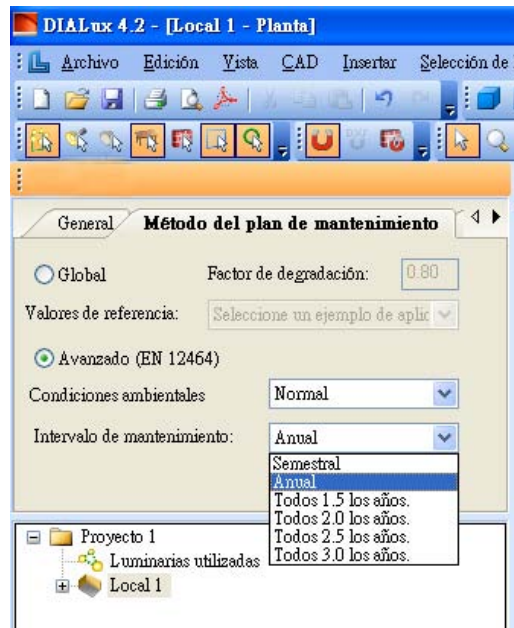 DIALux 4.2 - [Local 1 - Planta]
Archivo Edición Vista CAD Insertar Selección de
General Método del plan de mantenimiento
Global Factor de degradación: 0.80
Valores de referencia: Seleccione un ejemplo de aplic
Avanzado (EN 12464)
Condiciones ambientales Normal
Intervalo de mantenimiento: Anual
Semestral
Anual
Todos 1.5 los años.
Todos 2.0 los años.
Todos 2.5 los años.
Todos 3.0 los años.
Proyecto 1
Luminarias utilizadas
Local 1